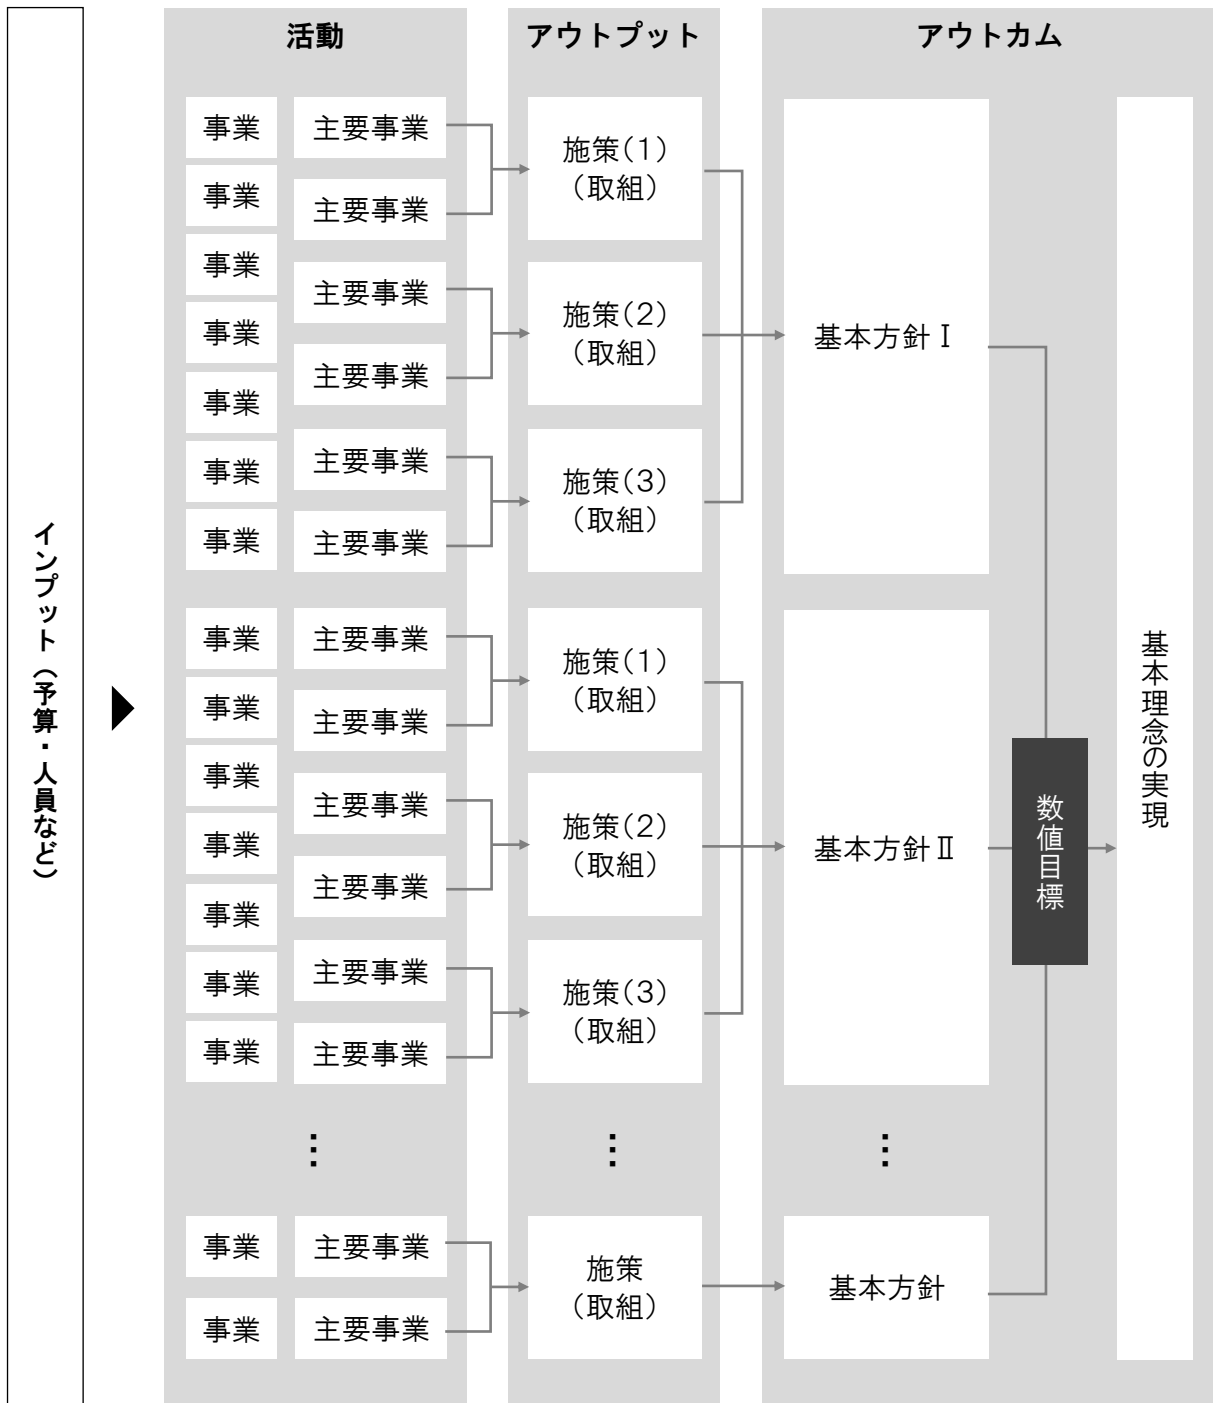 インプット（予算・人員など）
活動
アウトプット
アウトカム
事業
事業
事業
事業
事業
事業
事業
主要事業
主要事業
主要事業
主要事業
主要事業
主要事業
施策(1)
（取組）
施策(2)
（取組）
施策(3)
（取組）
基本方針Ⅰ
事業
事業
事業
事業
事業
事業
事業
主要事業
主要事業
主要事業
主要事業
主要事業
主要事業
施策(1)
（取組）
施策(2)
（取組）
施策(3)
（取組）
基本方針Ⅱ
⋮
⋮
⋮
事業
事業
主要事業
主要事業
施策
（取組）
基本方針
数値目標
基本理念の実現